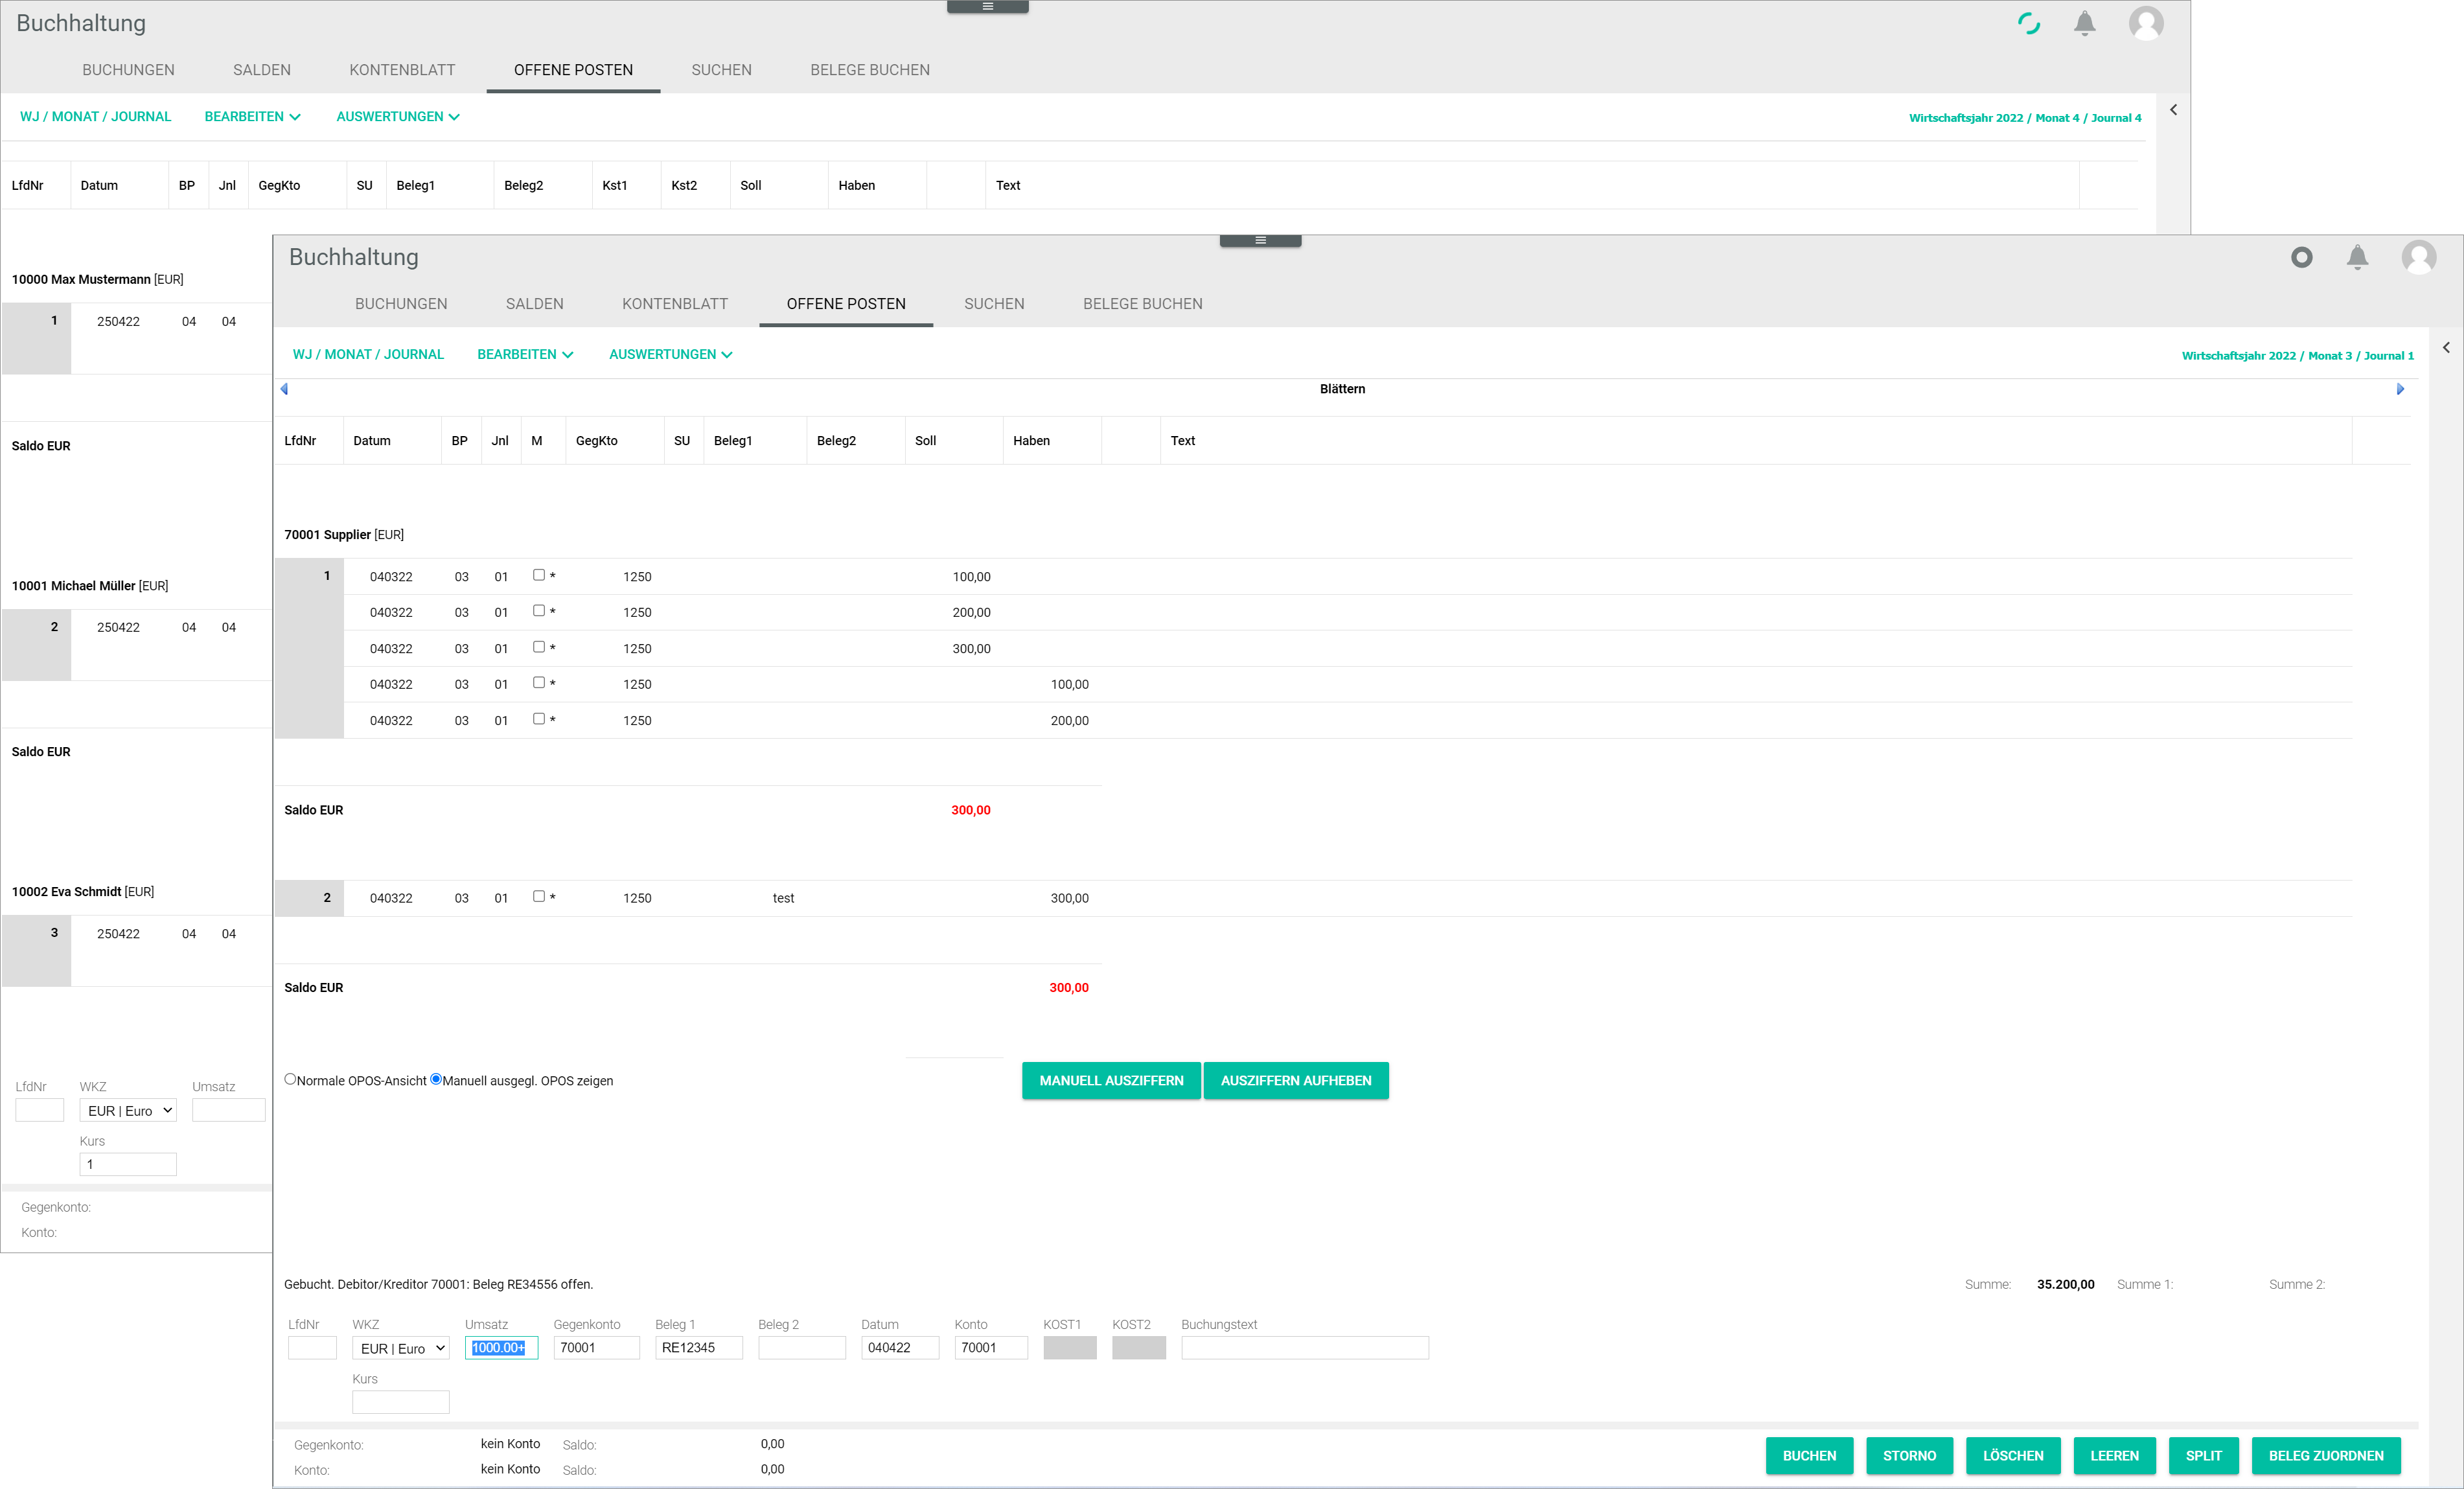 Buchhaltung
BUCHUNGEN SALDEN KONTENBLATT OFFENE POSTEN SUCHEN BELEGE BUCHEN
WJ / MONAT / JOURNAL BEARBEITEN AUSWERTUNGEN Wirtschaftsjahr 2022 / Monat 4 / Journal 4
LfdNr Datum BP Jnl GegKto SU Beleg1 Beleg2 Kst1 Kst2 Soll Haben Text
10000 Max Mustermann [EUR]
1 250422 04 04
Saldo EUR
10001 Michael Müller [EUR]
2 250422 04 04
Saldo EUR
10002 Eva Schmidt [EUR]
3 250422 04 04
LfdNr WKZ Umsatz
EUR | Euro
Kurs
1
Gegenkonto:
Konto:
Buchhaltung
BUCHUNGEN SALDEN KONTENBLATT OFFENE POSTEN SUCHEN BELEGE BUCHEN
WJ / MONAT / JOURNAL BEARBEITEN AUSWERTUNGEN Wirtschaftsjahr 2022 / Monat 3 / Journal 1
Blättern
LfdNr Datum BP Jnl M GegKto SU Beleg1 Beleg2 Soll Haben Text
70001 Supplier [EUR]
1 040322 03 01 * 1250 100,00
040322 03 01 * 1250 200,00
040322 03 01 * 1250 300,00
040322 03 01 * 1250 100,00
040322 03 01 * 1250 200,00
Saldo EUR 300,00
2 040322 03 01 * 1250 test 300,00
Saldo EUR 300,00
Normale OPOS-Ansicht Manuell ausgegl. OPOS zeigen MANUELL AUSZIFFERN AUSZIFFERN AUFHEBEN
Gebucht. Debitor/Kreditor 70001: Beleg RE34556 offen. Summe: 35.200,00 Summe 1: Summe 2:
LfdNr WKZ Umsatz Gegenkonto Beleg 1 Beleg 2 Datum Konto KOST1 KOST2 Buchungstext
EUR | Euro 1000.00+ 70001 RE12345 040422 70001
Kurs
Gegenkonto: kein Konto Saldo: 0,00
Konto: kein Konto Saldo: 0,00
BUCHEN STORNO LÖSCHEN LEEREN SPLIT BELEG ZUORDNEN